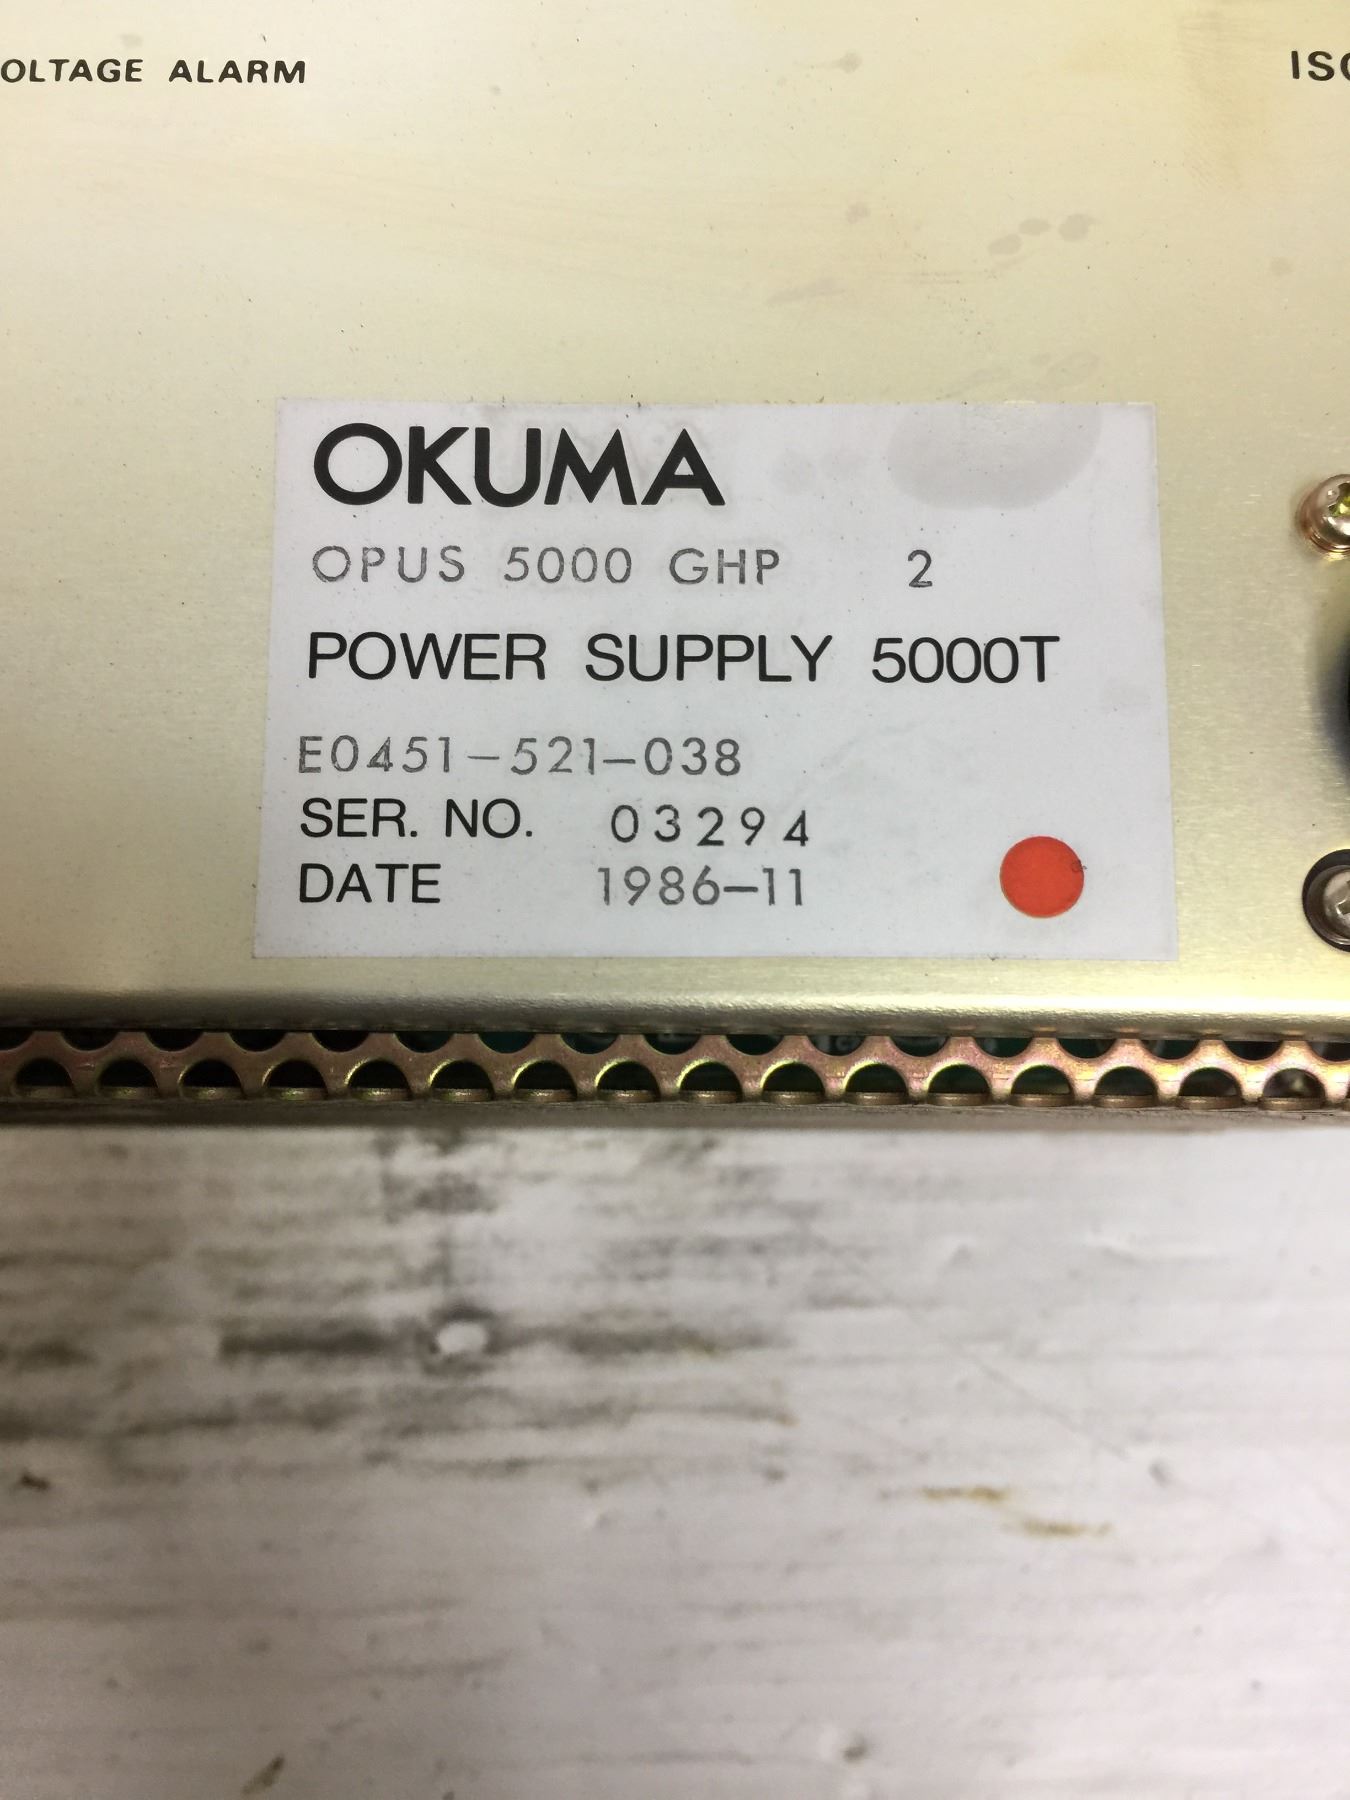 OLTAGE ALARM
ISO
OKUMA
OPUS 5000 GHP 2
POWER SUPPLY 5000T
E0451-521-038
SER. NO. 03294
DATE 1986-11